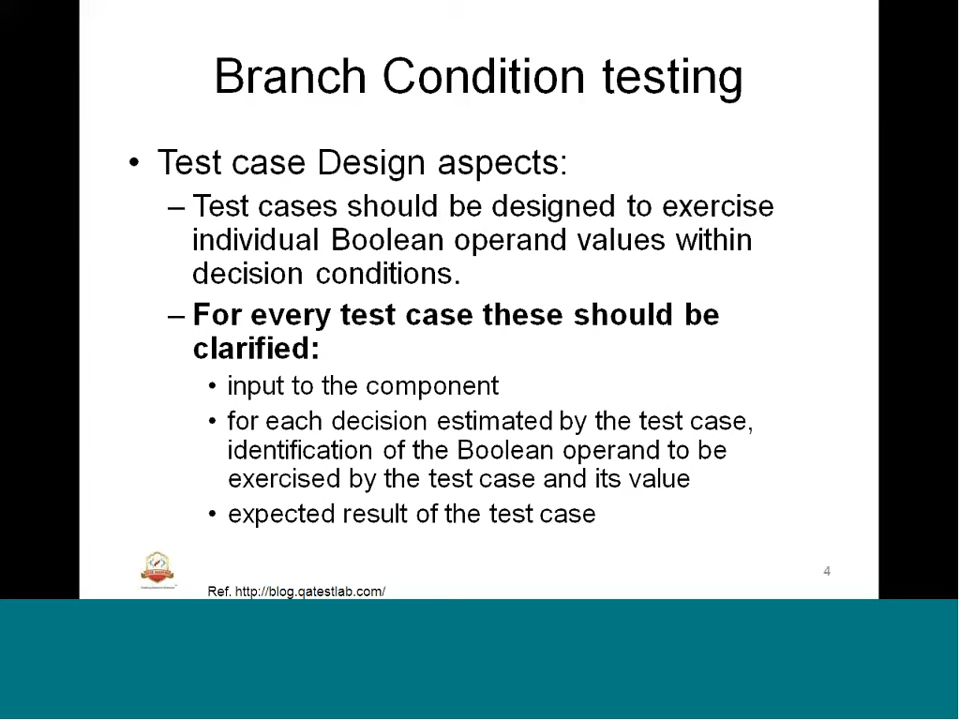 Branch Condition testing
• Test case Design aspects:
– Test cases should be designed to exercise
individual Boolean operand values within
decision conditions.
– For every test case these should be
clarified:
• input to the component
• for each decision estimated by the test case,
identification of the Boolean operand to be
exercised by the test case and its value
• expected result of the test case
4
Ref. http://blog.qatestlab.com/